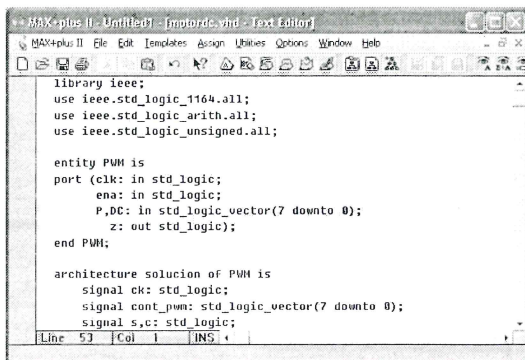 MAX+plus II - Untitled1 - [motordc.vhd - Text Editor]
MAX+plus II File Edit Templates Assign Utilities Options Window Help
library ieee;
use ieee.std_logic_1164.all;
use ieee.std_logic_arith.all;
use ieee.std_logic_unsigned.all;
entity PWM is
port (clk: in std_logic;
ena: in std_logic;
P,DC: in std_logic_vector(7 downto 0);
z: out std_logic);
end PWM;
architecture solucion of PWM is
signal ck: std_logic;
signal cont_pwm: std_logic_vector(7 downto 0);
signal s,c: std_logic;
Line 53 Col 1 INS